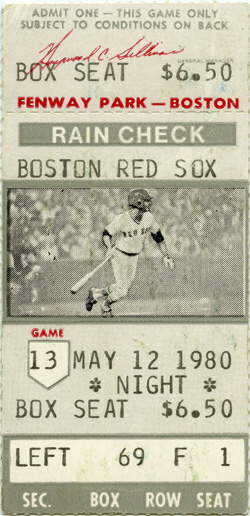 ADMIT ONE — THIS GAME ONLY
SUBJECT TO CONDITIONS ON BACK
Haywood C. Sullivan
GENERAL MANAGER
BOX SEAT $6.50
FENWAY PARK — BOSTON
RAIN CHECK
BOSTON RED SOX
RED SOX
GAME
13 MAY 12 1980
* NIGHT *
BOX SEAT $6.50
LEFT 69 F 1
SEC. BOX ROW SEAT